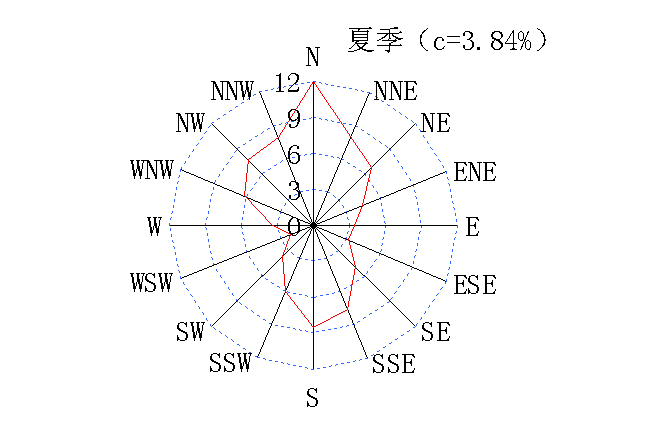 夏季（c=3.84%）
N
NNW
12
NNE
NW
9
NE
6
WNW
ENE
3
W
0
E
WSW
ESE
SW
SE
SSW
SSE
S